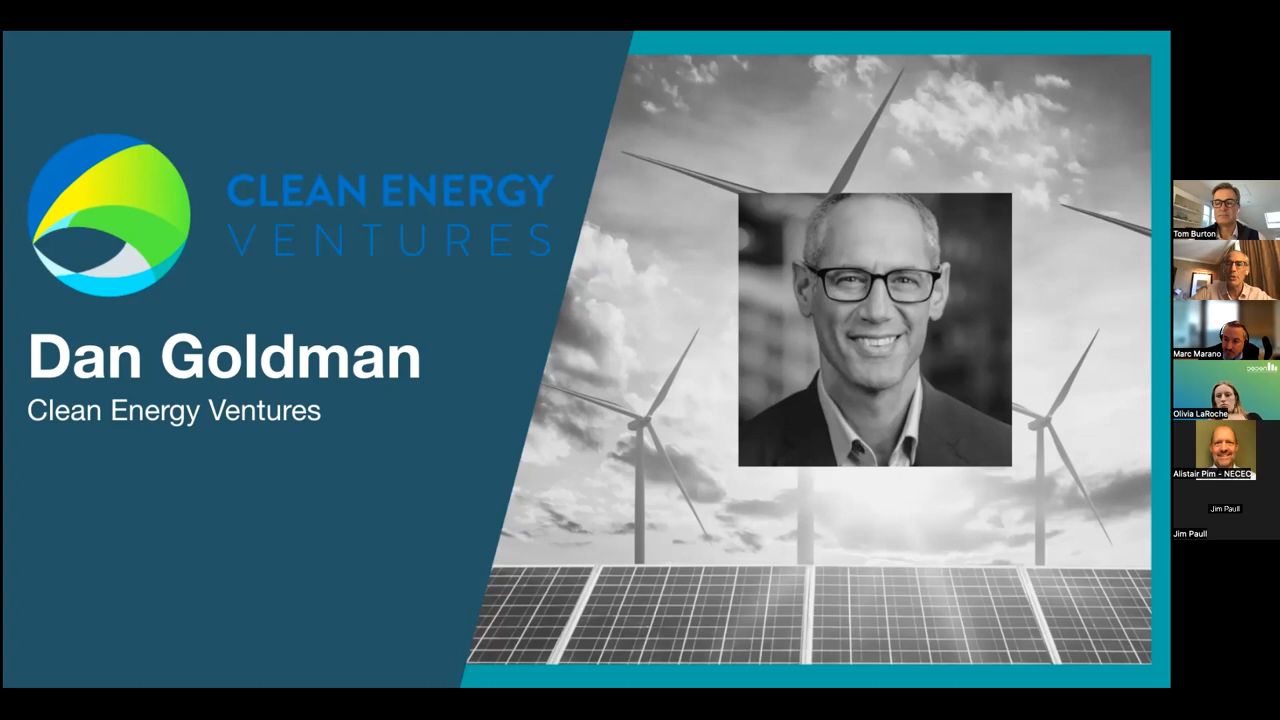 CLEAN ENERGY
VENTURES
Dan Goldman
Clean Energy Ventures
Tom Burton
Marc Marano
Olivia LaRoche
Alistair Pim - NECEC
Jim Paull
Jim Paull